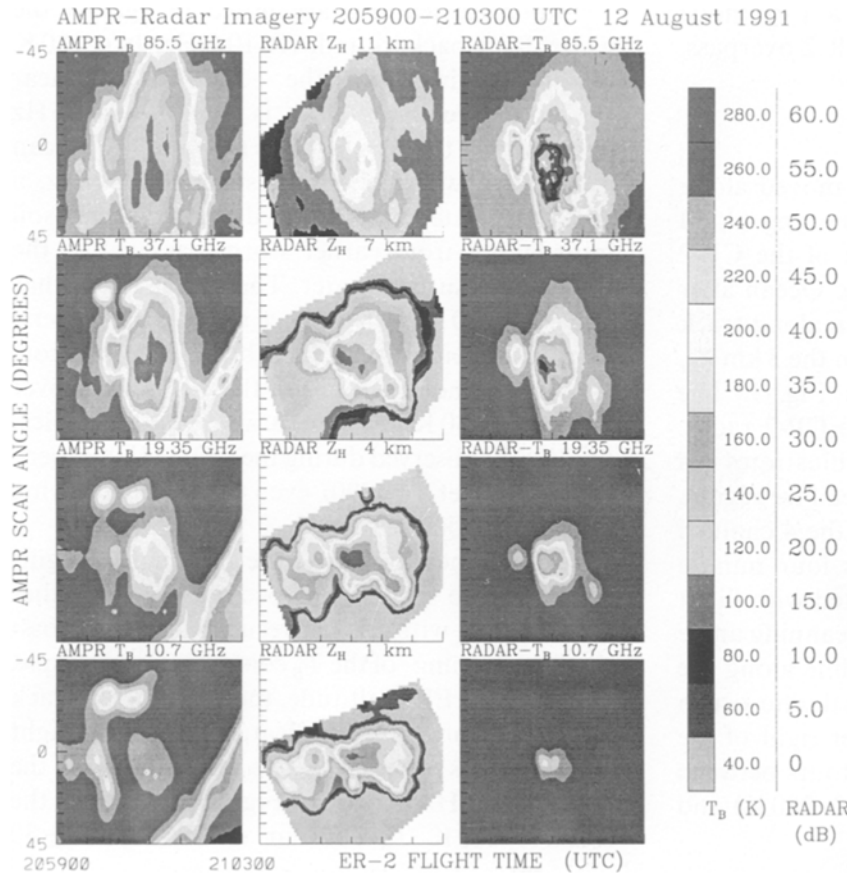 AMPR-Radar Imagery 205900-210300 UTC 12 August 1991
AMPR T_B 85.5 GHz
RADAR Z_H 11 km
RADAR-T_B 85.5 GHz
-45
0
45
AMPR T_B 37.1 GHz
RADAR Z_H 7 km
RADAR-T_B 37.1 GHz
AMPR T_B 19.35 GHz
RADAR Z_H 4 km
RADAR-T_B 19.35 GHz
AMPR T_B 10.7 GHz
RADAR Z_H 1 km
RADAR-T_B 10.7 GHz
-45
0
45
AMPR SCAN ANGLE (DEGREES)
205900
210300
ER-2 FLIGHT TIME (UTC)
280.0 60.0
260.0 55.0
240.0 50.0
220.0 45.0
200.0 40.0
180.0 35.0
160.0 30.0
140.0 25.0
120.0 20.0
100.0 15.0
80.0 10.0
60.0 5.0
40.0 0
T_B (K) RADAR
(dB)